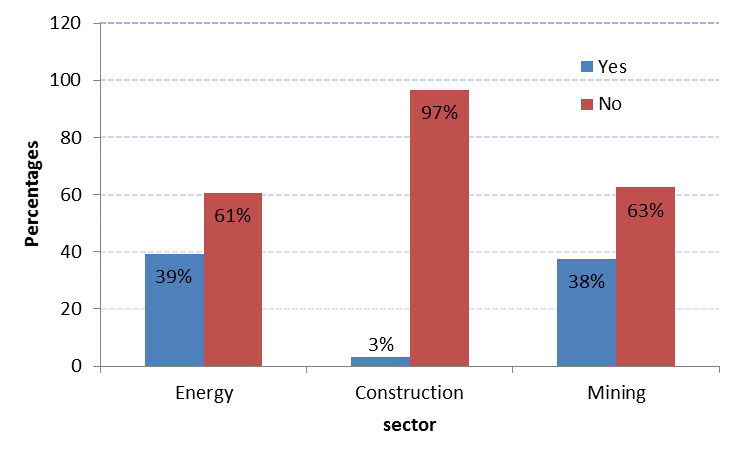 120
100
80
60
40
20
0
Percentages
Yes
No
39%
61%
3%
97%
38%
63%
Energy
Construction
Mining
sector